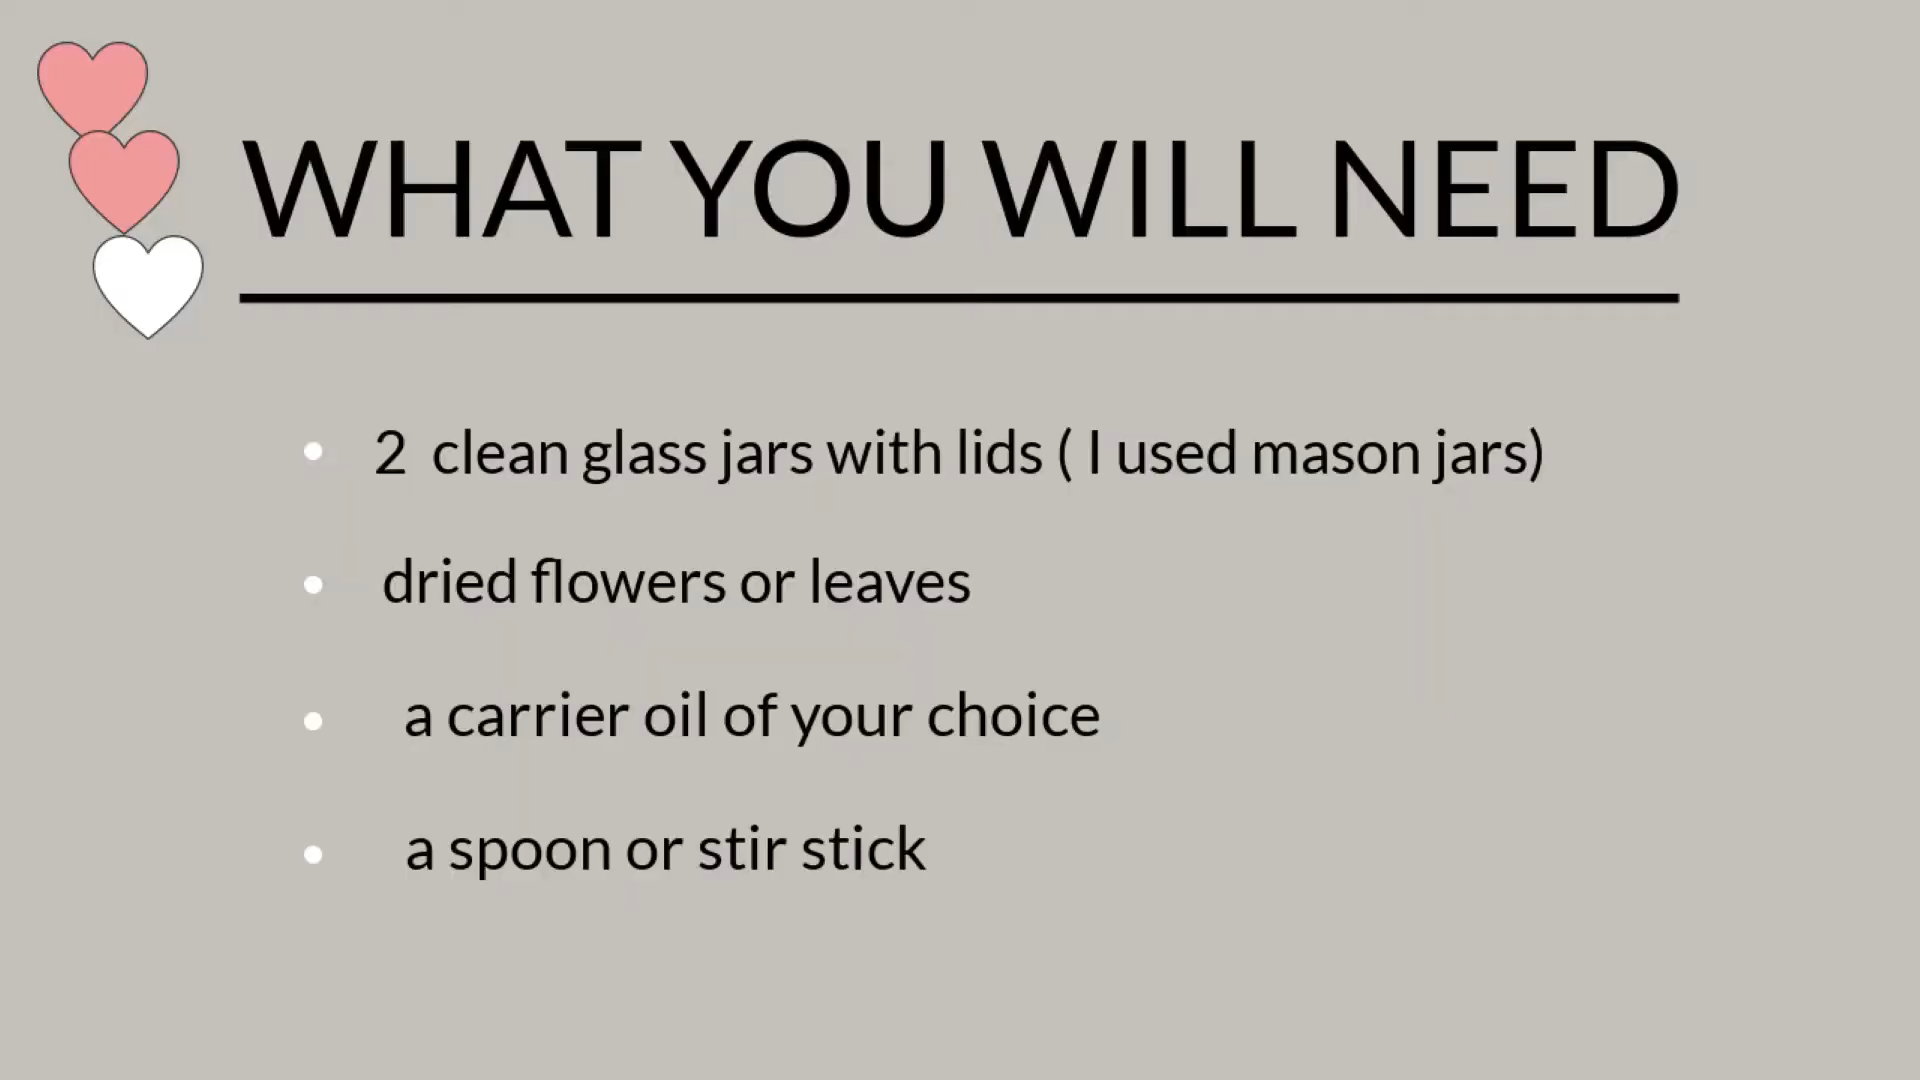 WHAT YOU WILL NEED
2 clean glass jars with lids ( I used mason jars)
dried flowers or leaves
a carrier oil of your choice
a spoon or stir stick